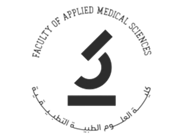 FACULTY OF APPLIED MEDICAL SCIENCES
كلية العلوم الطبية التطبيقية